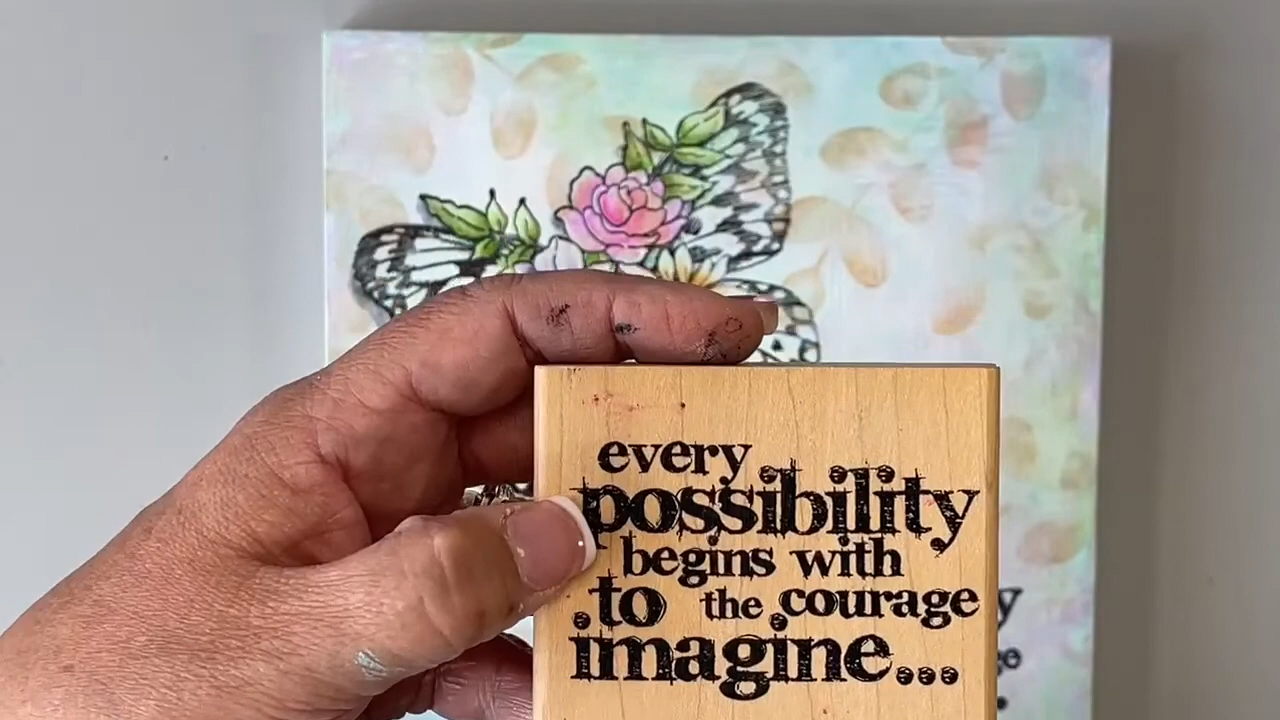 every
possibility
begins with
to the courage
imagine...